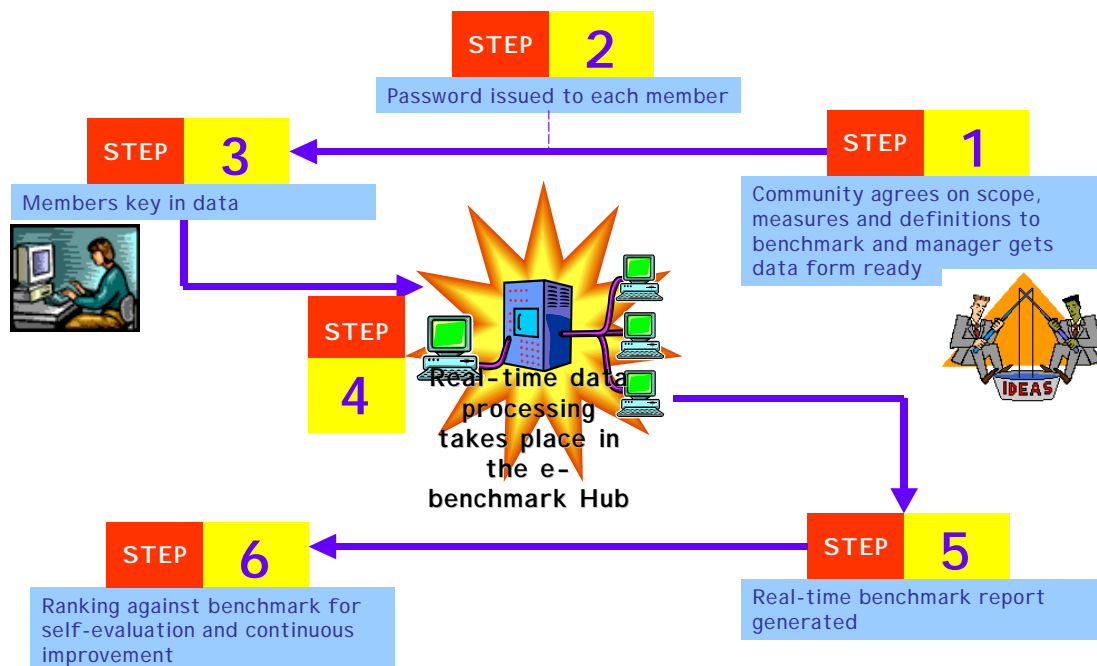 STEP 2
Password issued to each member
STEP 3
Members key in data
STEP 1
Community agrees on scope,
measures and definitions to
benchmark and manager gets
data form ready
IDEAS
STEP
4
Real-time data
processing
takes place in
the e-
benchmark Hub
STEP 6
Ranking against benchmark for
self-evaluation and continuous
improvement
STEP 5
Real-time benchmark report
generated